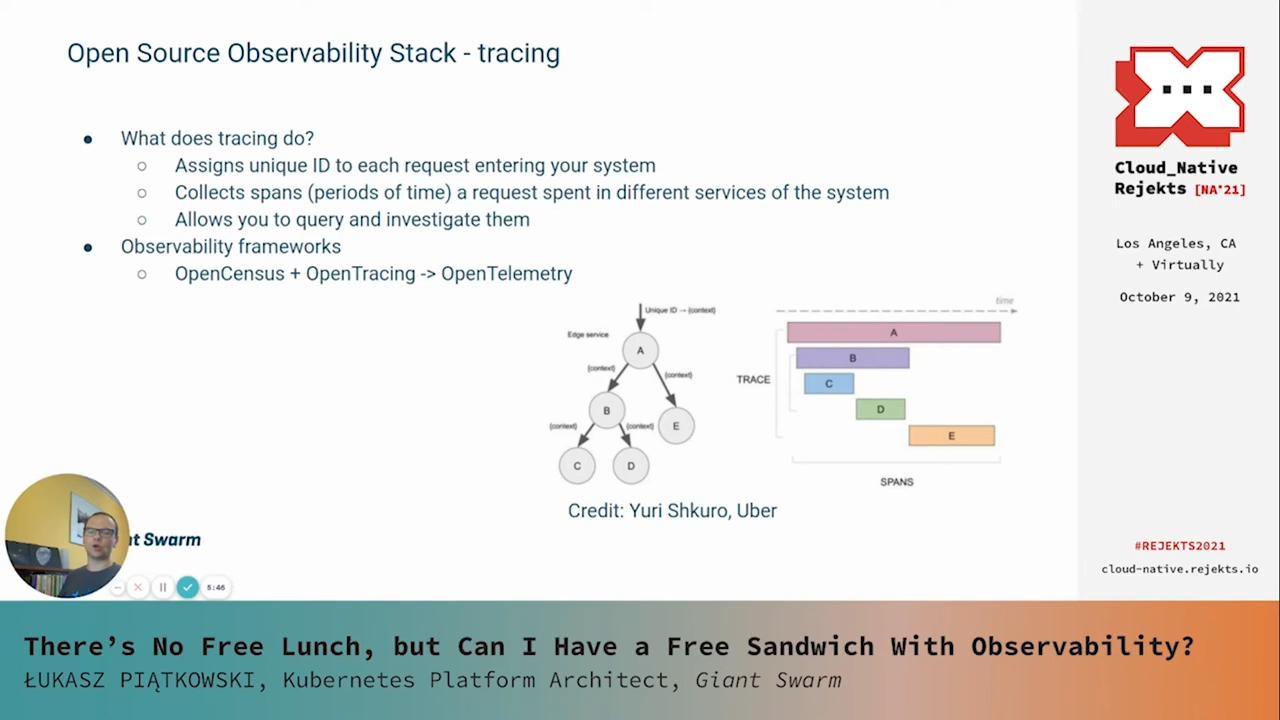 Open Source Observability Stack - tracing
● What does tracing do?
○ Assigns unique ID to each request entering your system
○ Collects spans (periods of time) a request spent in different services of the system
○ Allows you to query and investigate them
● Observability frameworks
○ OpenCensus + OpenTracing -> OpenTelemetry
Unique ID → {context}
Edge service
A
{context}
{context}
B
E
{context}
{context}
C
D
time
A
B
C
D
E
TRACE
SPANS
Credit: Yuri Shkuro, Uber
nt Swarm
5:46
Cloud_Native
Rejekts [NA'21]
Los Angeles, CA
+ Virtually
October 9, 2021
#REJEKTS2021
cloud-native.rejekts.io
There's No Free Lunch, but Can I Have a Free Sandwich With Observability?
ŁUKASZ PIĄTKOWSKI, Kubernetes Platform Architect, Giant Swarm